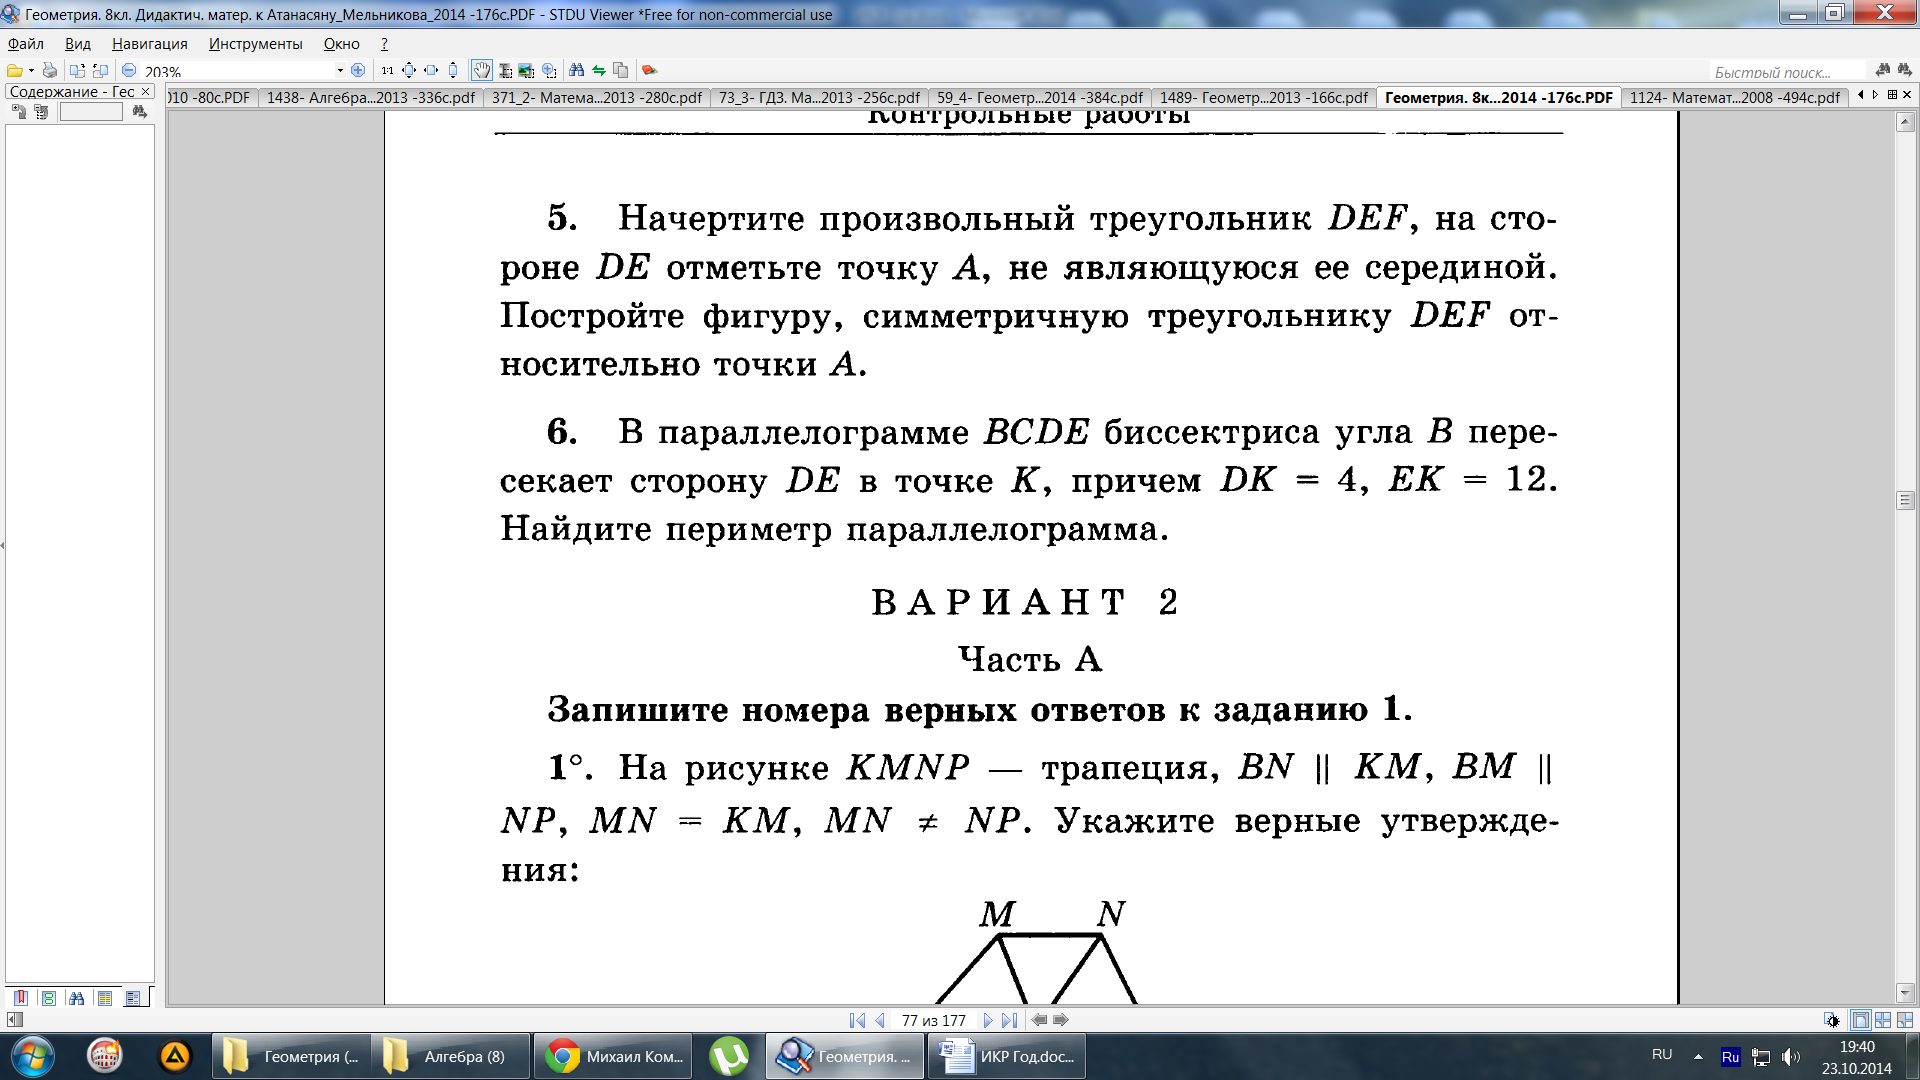 Геометрия. 8кл. Дидактич. матер. к Атанасяну_Мельникова_2014 -176с.PDF - STDU Viewer *Free for non-commercial use
Файл Вид Навигация Инструменты Окно ?
203% 1:1 Быстрый поиск...
Содержание - Гес × 010 -80с.PDF 1438- Алгебра...2013 -336с.pdf 371_2- Матема...2013 -280с.pdf 73_3- ГДЗ. Ма...2013 -256с.pdf 59_4- Геометр...2014 -384с.pdf 1489- Геометр...2013 -166с.pdf Геометрия. 8к...2014 -176с.PDF 1124- Математ...2008 -494с.pdf
Контрольные работы
5. Начертите произвольный треугольник DEF, на сто-
роне DE отметьте точку A, не являющуюся ее серединой.
Постройте фигуру, симметричную треугольнику DEF от-
носительно точки A.
6. В параллелограмме BCDE биссектриса угла B пере-
секает сторону DE в точке K, причем DK = 4, EK = 12.
Найдите периметр параллелограмма.
ВАРИАНТ 2
Часть А
Запишите номера верных ответов к заданию 1.
1°. На рисунке KMNP — трапеция, BN || KM, BM ||
NP, MN = KM, MN ≠ NP. Укажите верные утвержде-
ния:
M N
77 из 177
Геометрия (... Алгебра (8) Михаил Ком... Геометрия. ... ИКР Год.doc... RU Ru 19:40
23.10.2014